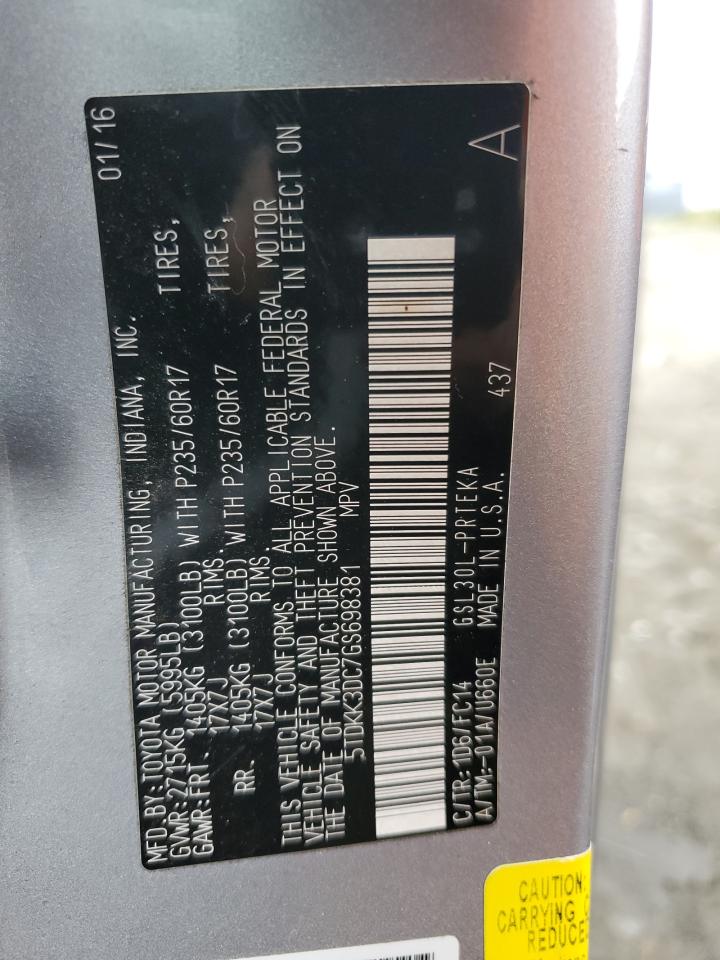 MFD. BY: TOYOTA MOTOR MANUFACTURING, INDIANA, INC. 01/16
GVWR: 2715KG (5995LB)
GAWR: FRT. 1405KG (3100LB) WITH P235/60R17 TIRES,
17X7J RIMS.
RR. 1405KG (3100LB) WITH P235/60R17 TIRES,
17X7J RIMS
THIS VEHICLE CONFORMS TO ALL APPLICABLE FEDERAL MOTOR
VEHICLE SAFETY AND THEFT PREVENTION STANDARDS IN EFFECT ON
THE DATE OF MANUFACTURE SHOWN ABOVE.
5TDKK3DC7GS698381 MPV
C/TR: 1D6/FC14 GSL30L-PRTEKA A
A/TM: -01A/U660E MADE IN U.S.A.
437
CAUTION:
CARRYING
REDUCE